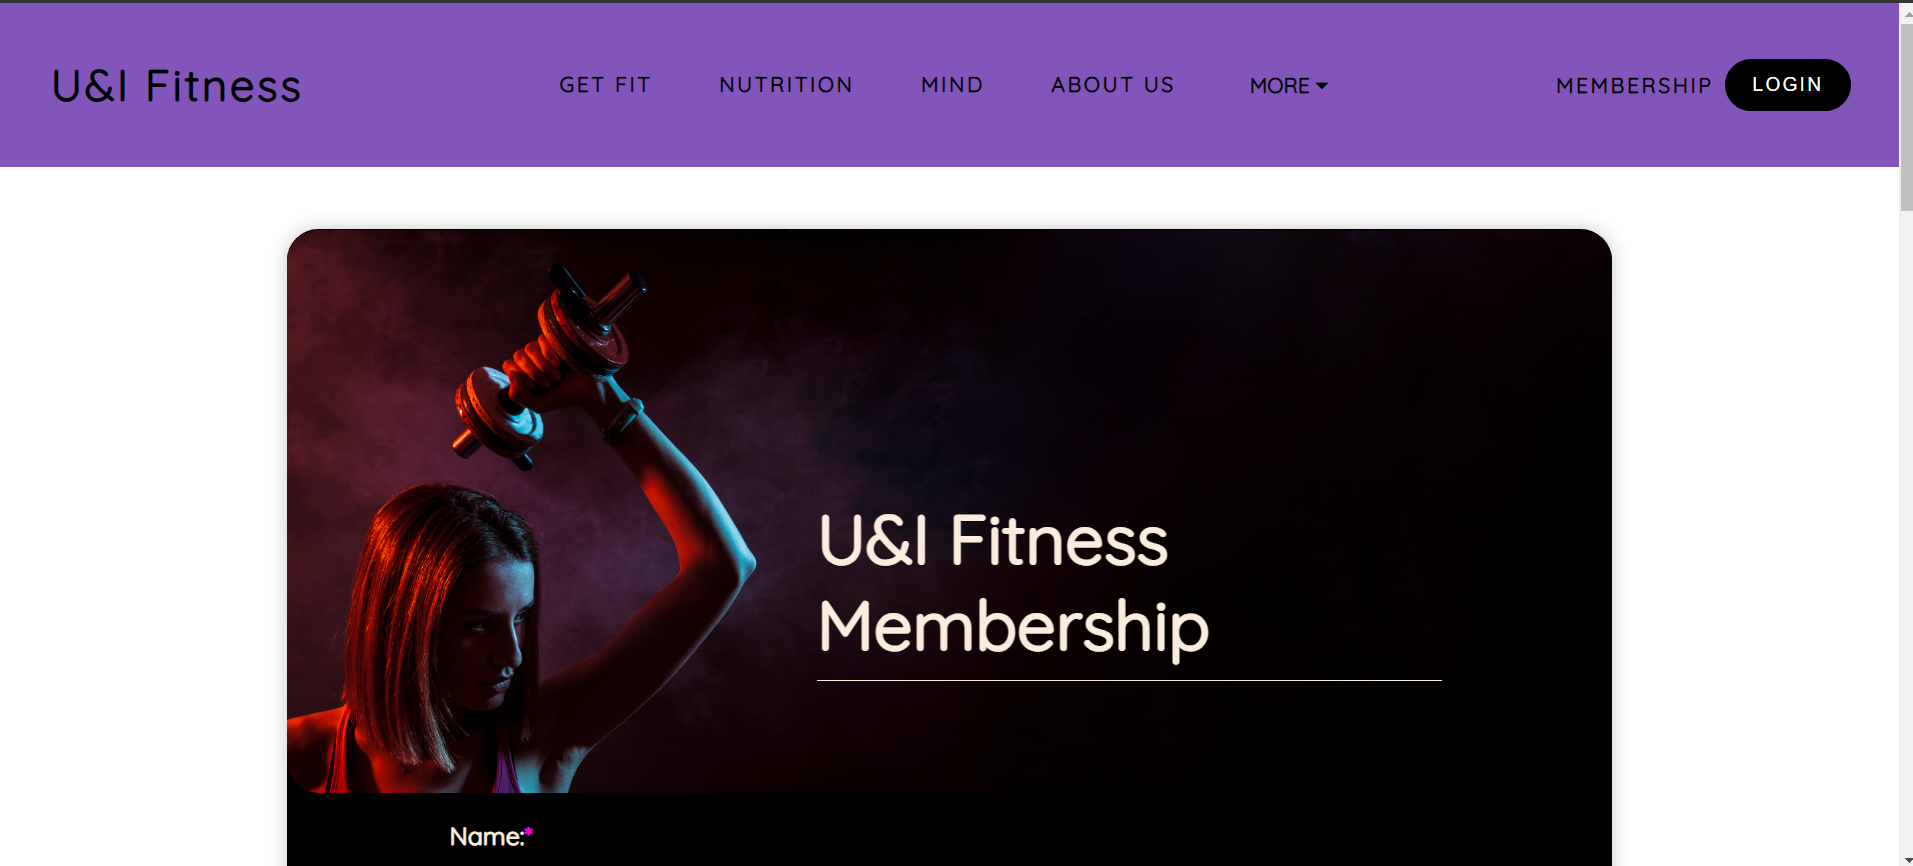 U&I Fitness
GET FIT
NUTRITION
MIND
ABOUT US
MORE
MEMBERSHIP
LOGIN
U&I Fitness
Membership
Name:*